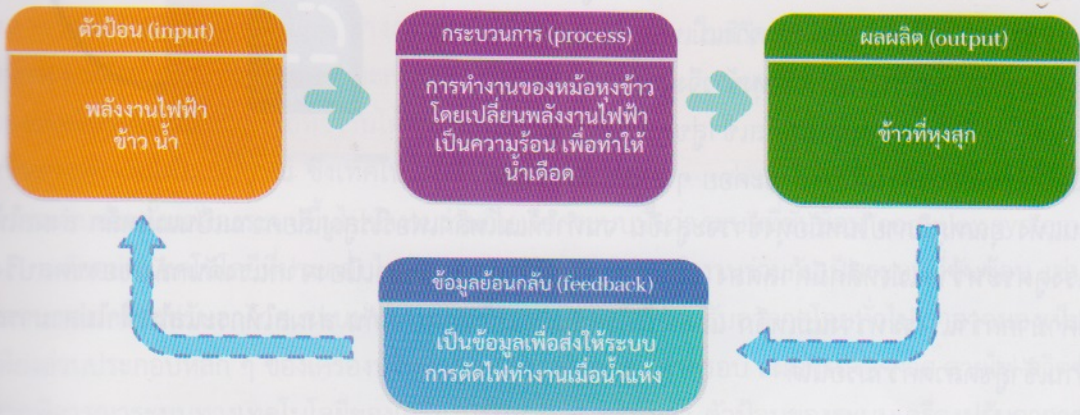 ตัวป้อน (input)
พลังงานไฟฟ้า
ข้าว น้ำ
กระบวนการ (process)
การทำงานของหม้อหุงข้าว
โดยเปลี่ยนพลังงานไฟฟ้า
เป็นความร้อน เพื่อทำให้
น้ำเดือด
ผลผลิต (output)
ข้าวที่หุงสุก
ข้อมูลย้อนกลับ (feedback)
เป็นข้อมูลเพื่อส่งให้ระบบ
การตัดไฟทำงานเมื่อน้ำแห้ง